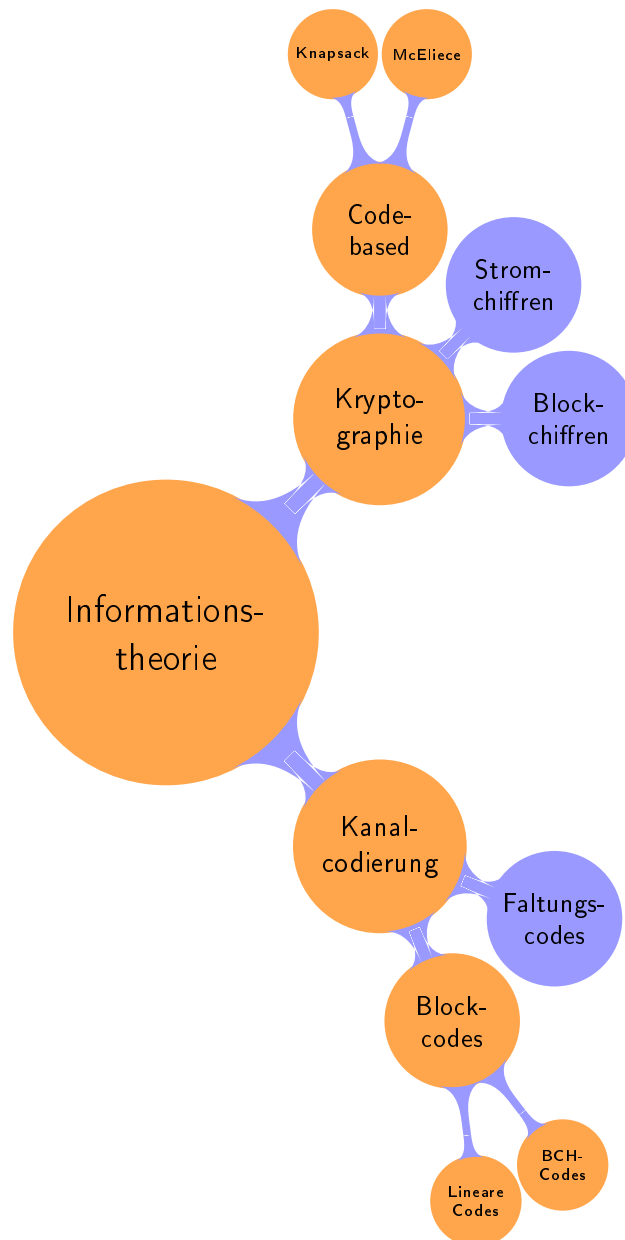 Knapsack
McEliece
Code-
based
Strom-
chiffren
Krypto-
graphie
Block-
chiffren
Informations-
theorie
Kanal-
codierung
Faltungs-
codes
Block-
codes
BCH-
Codes
Lineare
Codes